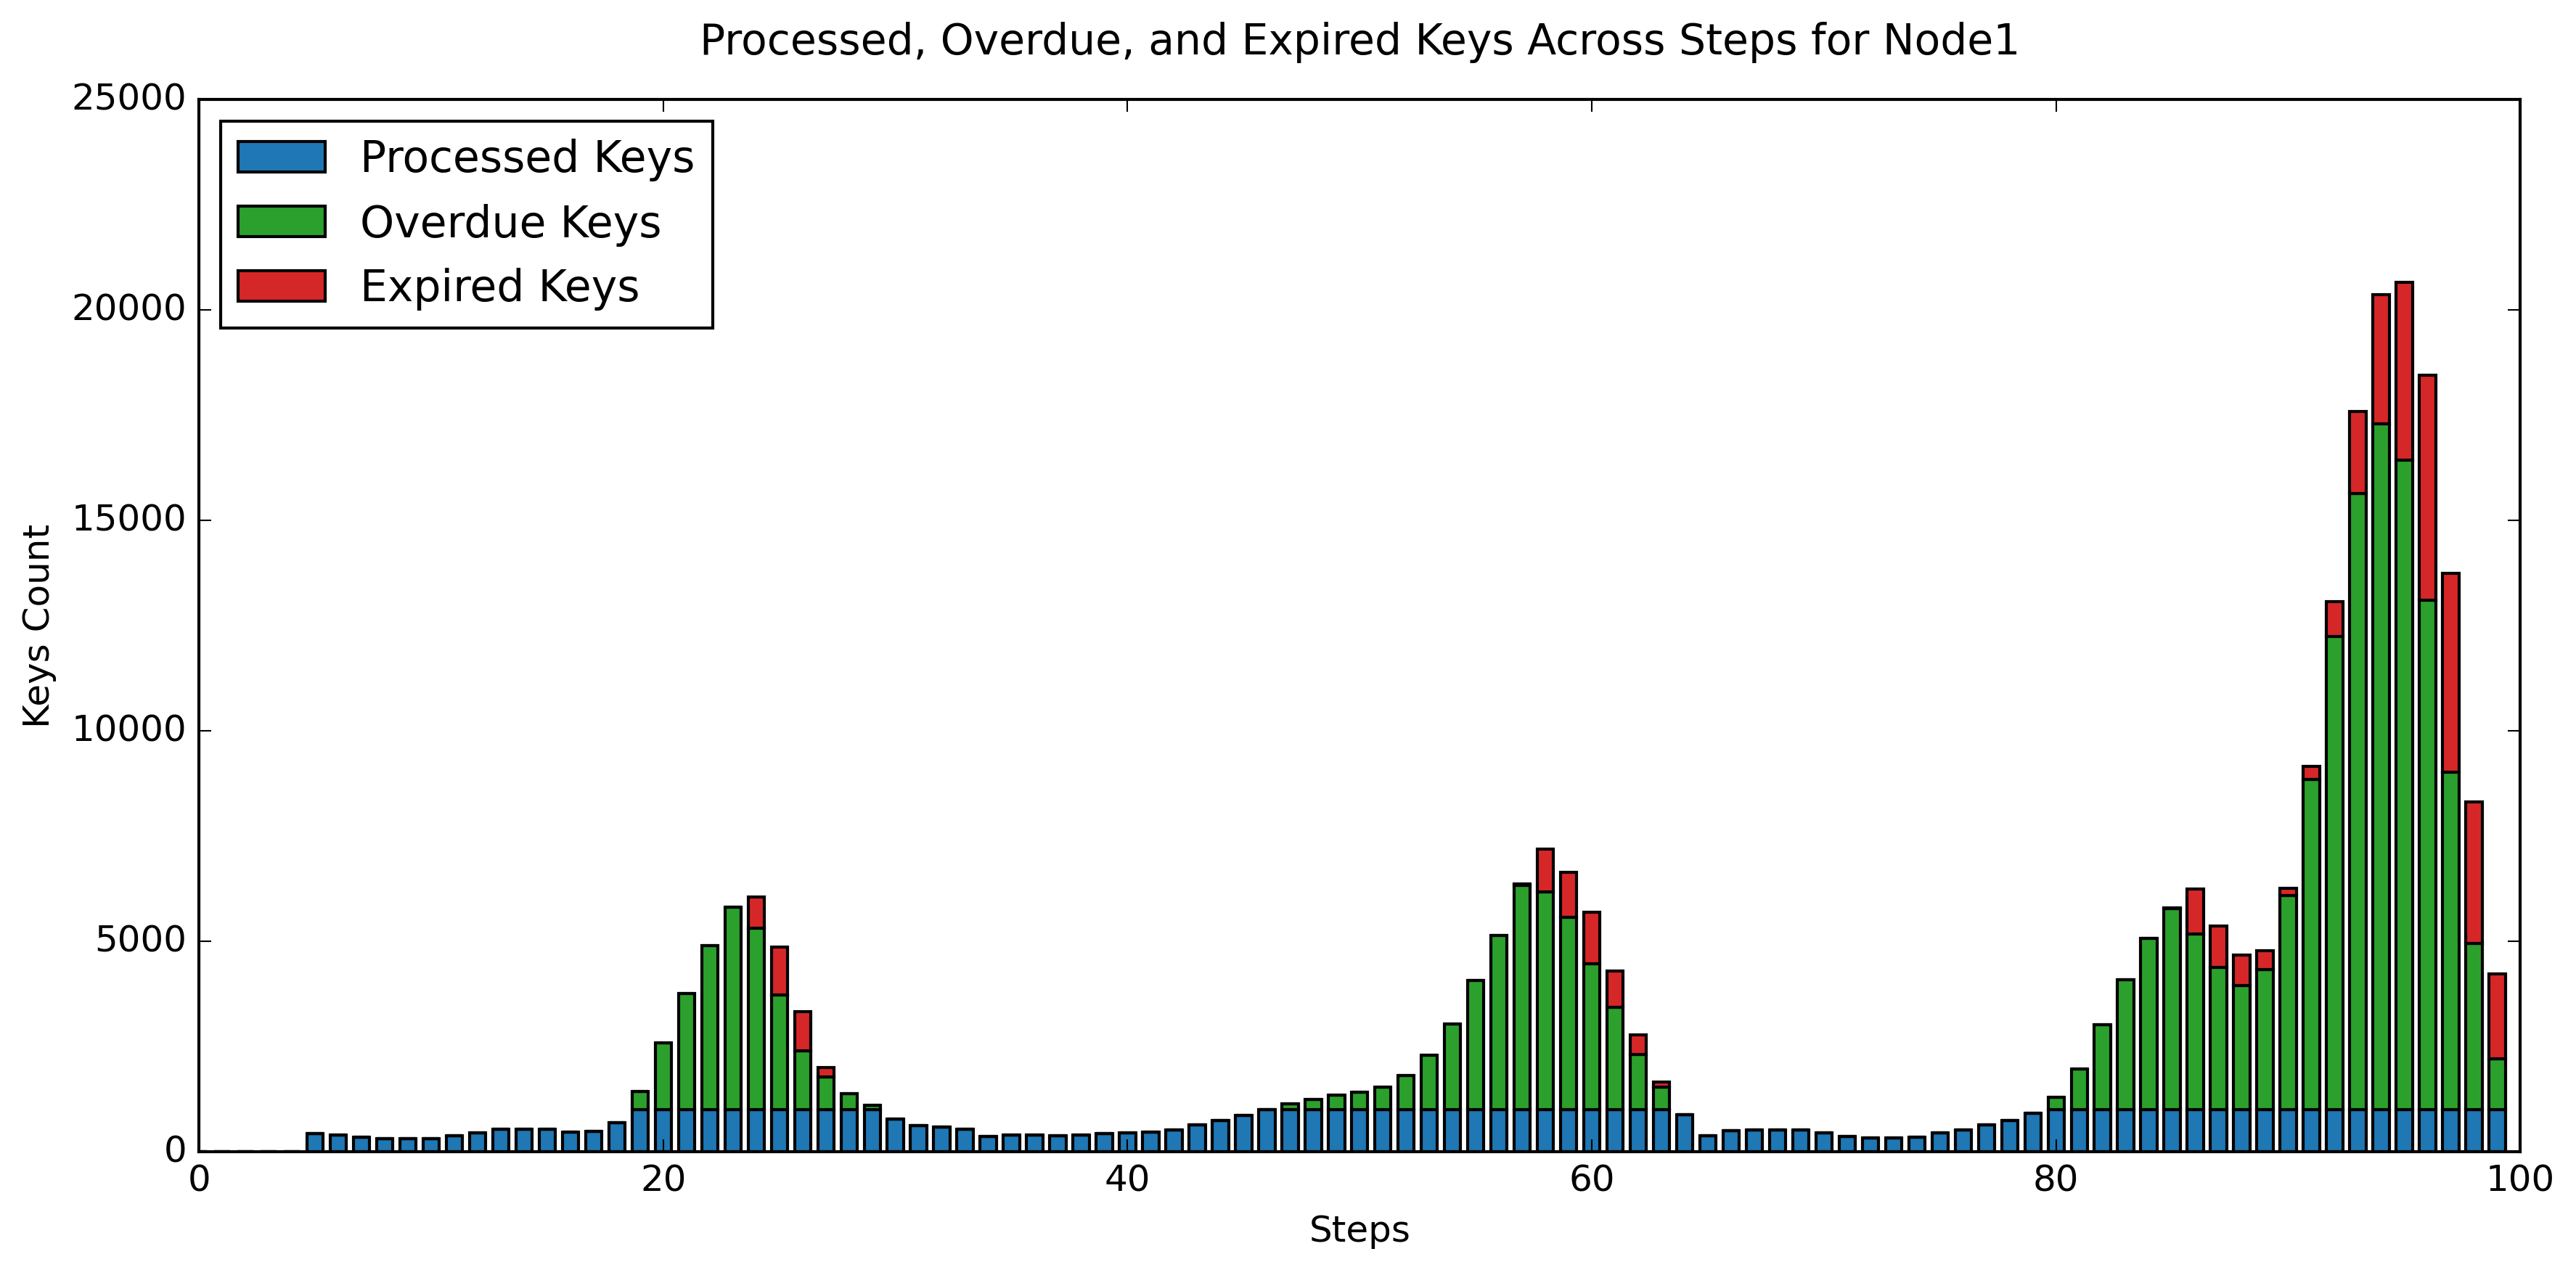 Processed, Overdue, and Expired Keys Across Steps for Node1
25000
20000
15000
10000
5000
0
Keys Count
Processed Keys
Overdue Keys
Expired Keys
0 20 40 60 80 100
Steps